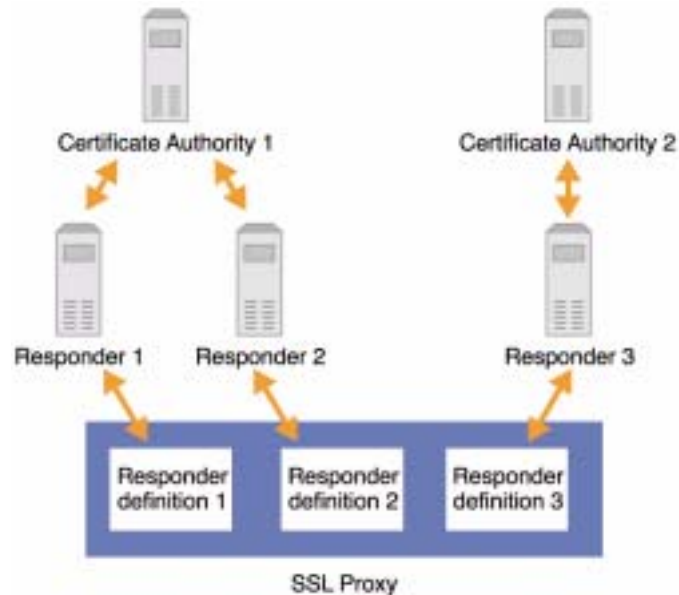 Certificate Authority 1
Certificate Authority 2
Responder 1
Responder 2
Responder 3
Responder
definition 1
Responder
definition 2
Responder
definition 3
SSL Proxy